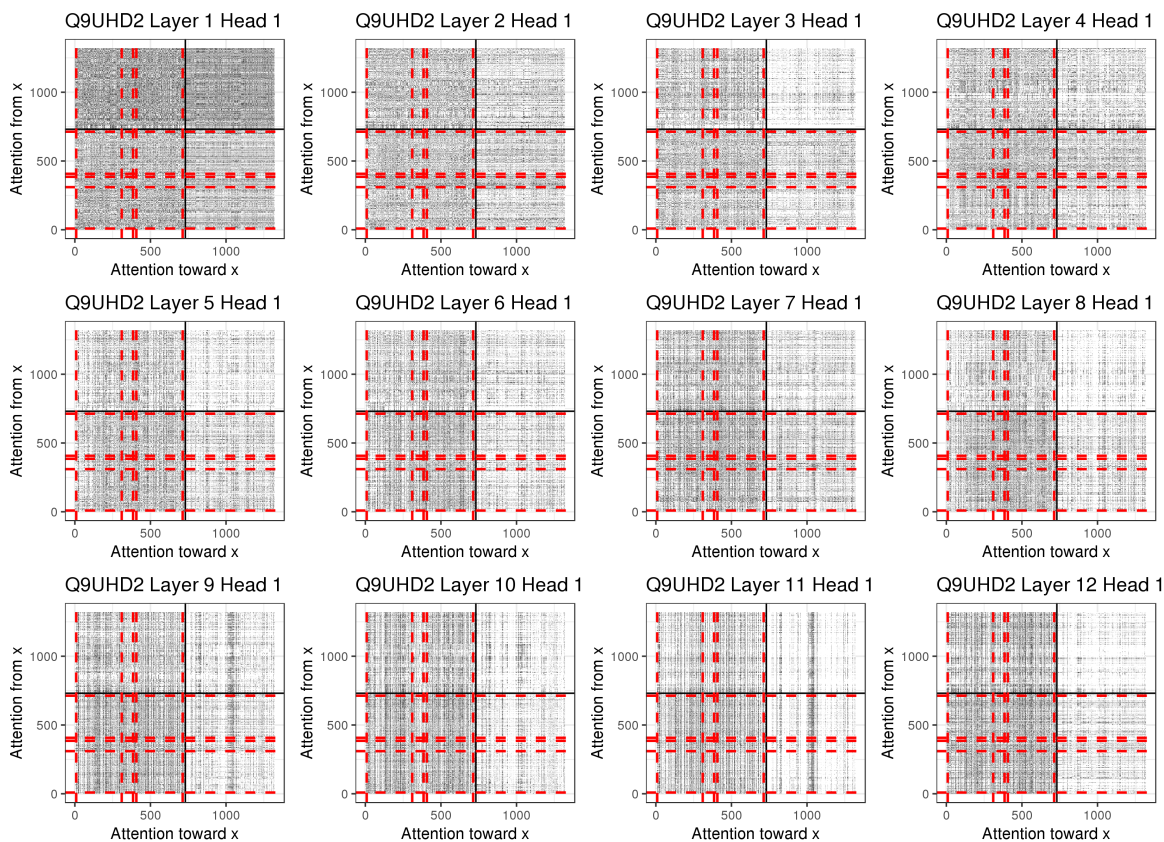 Q9UHD2 Layer 1 Head 1
Q9UHD2 Layer 2 Head 1
Q9UHD2 Layer 3 Head 1
Q9UHD2 Layer 4 Head 1
Attention from x
1000
500
0
0 500 1000
Attention toward x
Attention from x
1000
500
0
0 500 1000
Attention toward x
Attention from x
1000
500
0
0 500 1000
Attention toward x
Attention from x
1000
500
0
0 500 1000
Attention toward x
Q9UHD2 Layer 5 Head 1
Q9UHD2 Layer 6 Head 1
Q9UHD2 Layer 7 Head 1
Q9UHD2 Layer 8 Head 1
Attention from x
1000
500
0
0 500 1000
Attention toward x
Attention from x
1000
500
0
0 500 1000
Attention toward x
Attention from x
1000
500
0
0 500 1000
Attention toward x
Attention from x
1000
500
0
0 500 1000
Attention toward x
Q9UHD2 Layer 9 Head 1
Q9UHD2 Layer 10 Head 1
Q9UHD2 Layer 11 Head 1
Q9UHD2 Layer 12 Head 1
Attention from x
1000
500
0
0 500 1000
Attention toward x
Attention from x
1000
500
0
0 500 1000
Attention toward x
Attention from x
1000
500
0
0 500 1000
Attention toward x
Attention from x
1000
500
0
0 500 1000
Attention toward x